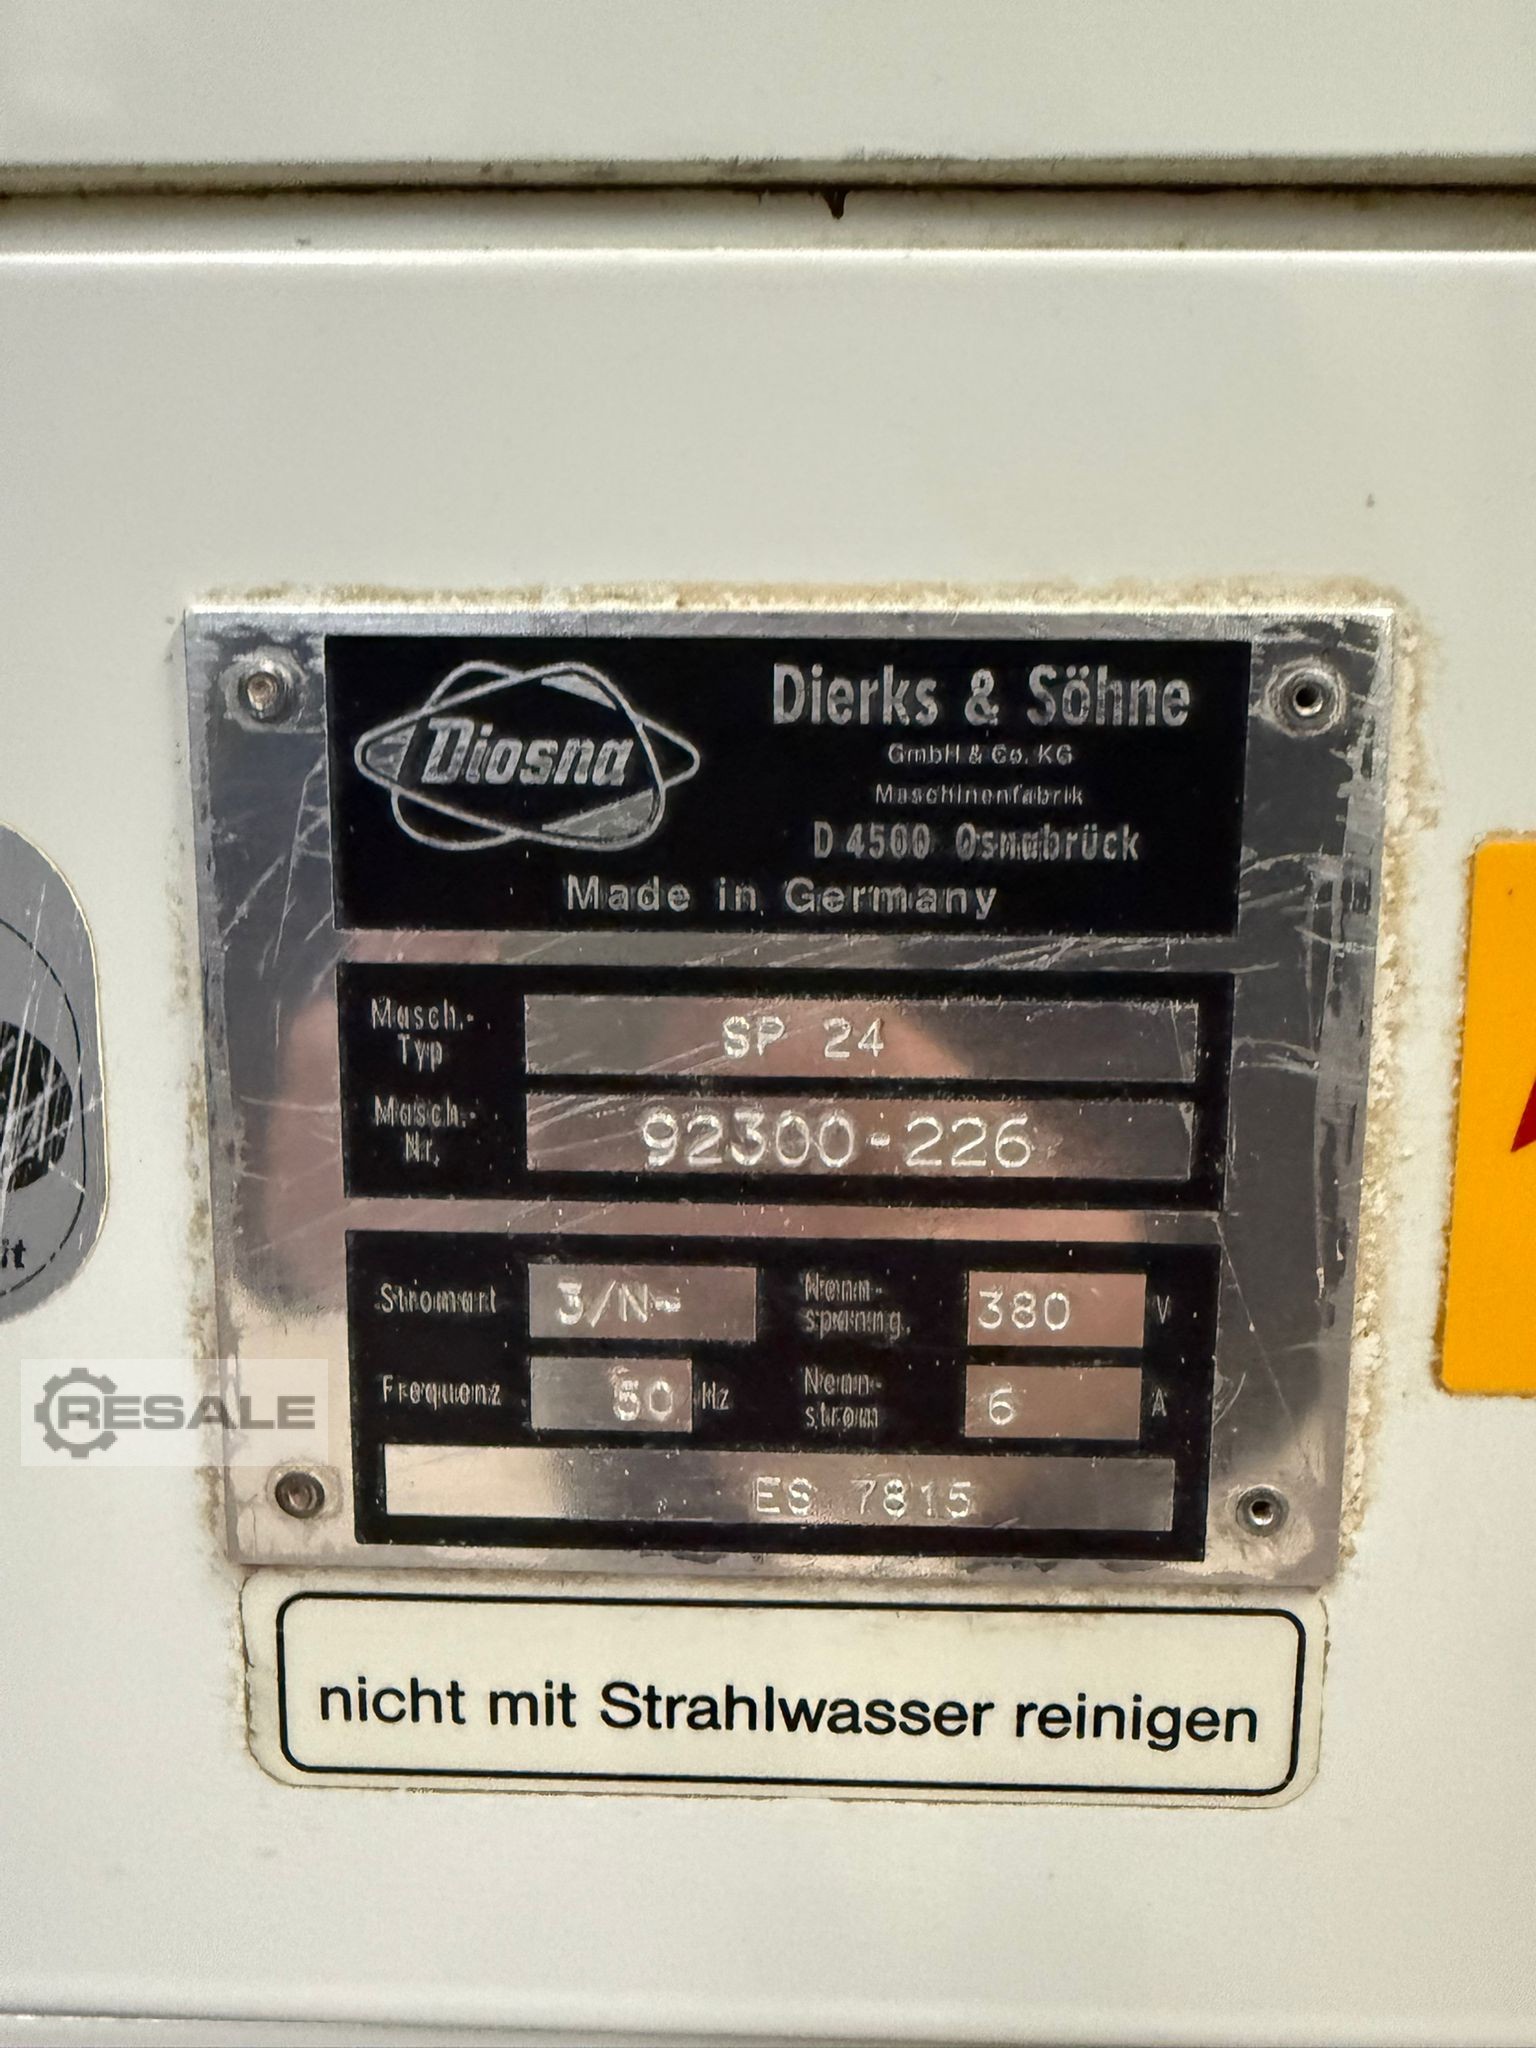 Diosna
Dierks & Söhne
GmbH & Co. KG
Maschinenfabrik
D 4500 Osnabrück
Made in Germany
Masch.-
Typ
SP 24
Masch.-
Nr.
92300-226
Stromart 3/N~
Nenn-
spanng. 380 V
Frequenz 50 Hz
Nenn-
strom 6 A
ES 7815
nicht mit Strahlwasser reinigen
it
RESALE